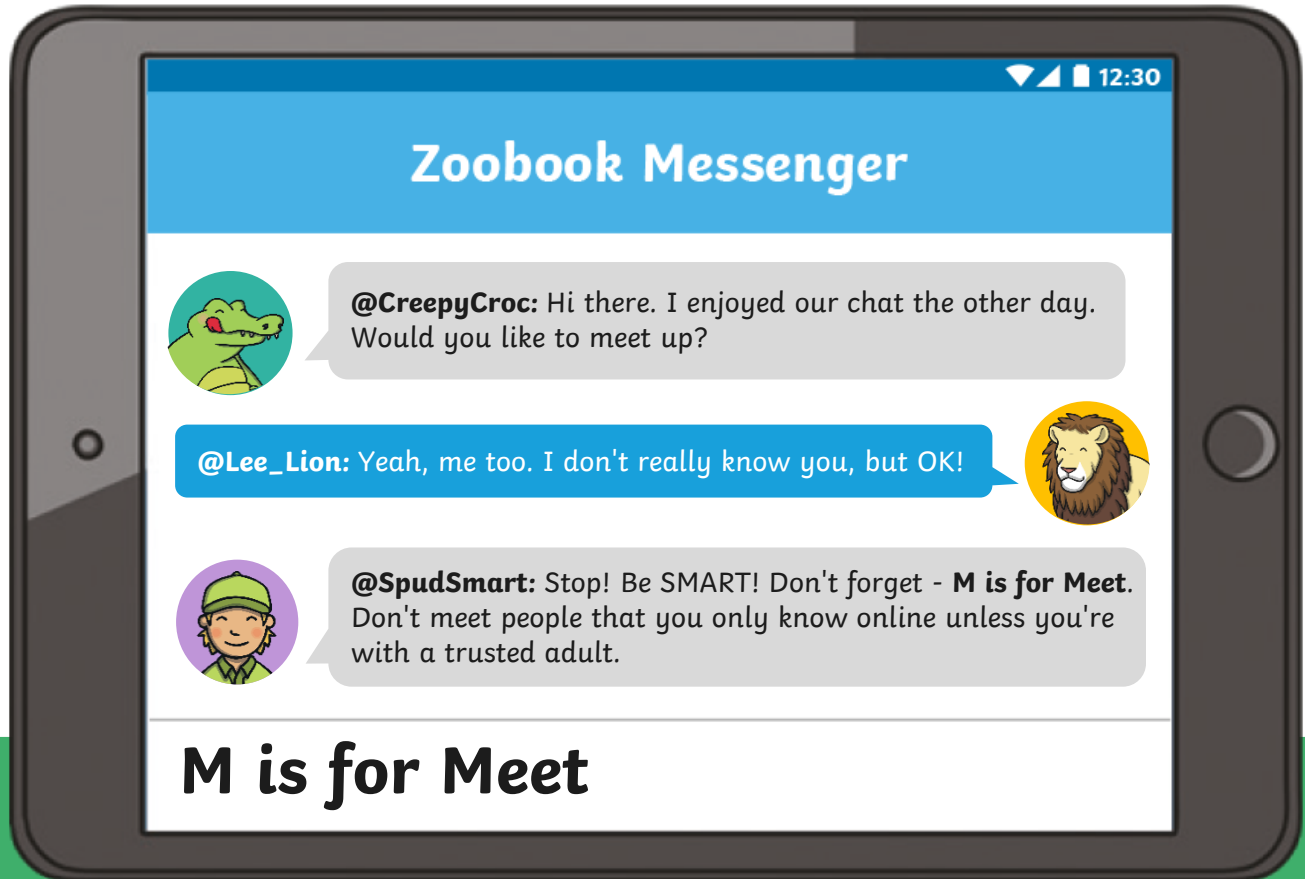 12:30
Zoobook Messenger
@CreepyCroc: Hi there. I enjoyed our chat the other day.
Would you like to meet up?
@Lee_Lion: Yeah, me too. I don't really know you, but OK!
@SpudSmart: Stop! Be SMART! Don't forget - M is for Meet.
Don't meet people that you only know online unless you're
with a trusted adult.
M is for Meet